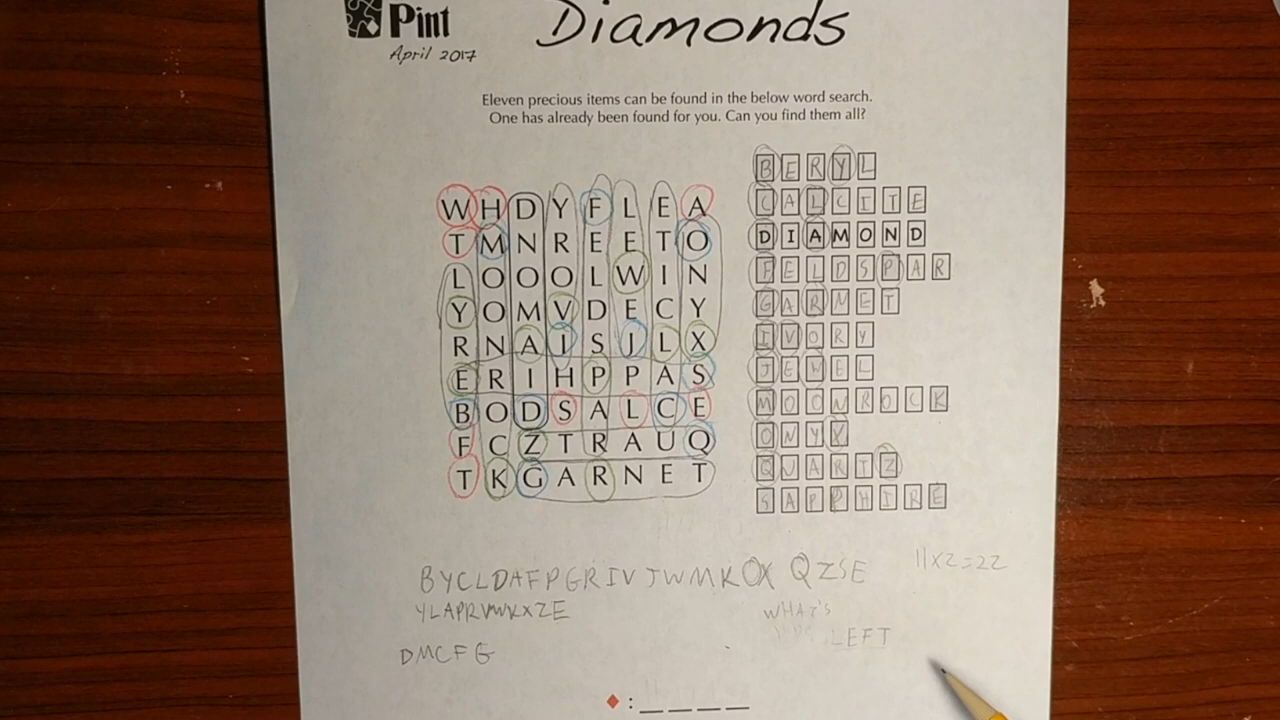 Pint
Diamonds
April 2017
Eleven precious items can be found in the below word search.
One has already been found for you. Can you find them all?
W H D Y F L E A
T M N R E E T O
L O O O L W I N
Y O M V D E C Y
R N A I S J L X
E R I H P P A S
B O D S A L C E
F C Z T R A U Q
T K G A R N E T
BERYL
CALCITE
DIAMOND
FELDSPAR
GARNET
IVORY
JEWEL
MOONROCK
ONYX
QUARTZ
SAPPHIRE
BYCLDAFPGRIVJWMKOXQZSE
11x2=22
YLAPRVWKXZE
WHAT'S
LEFT
DMCFG
♦ : _ _ _ _